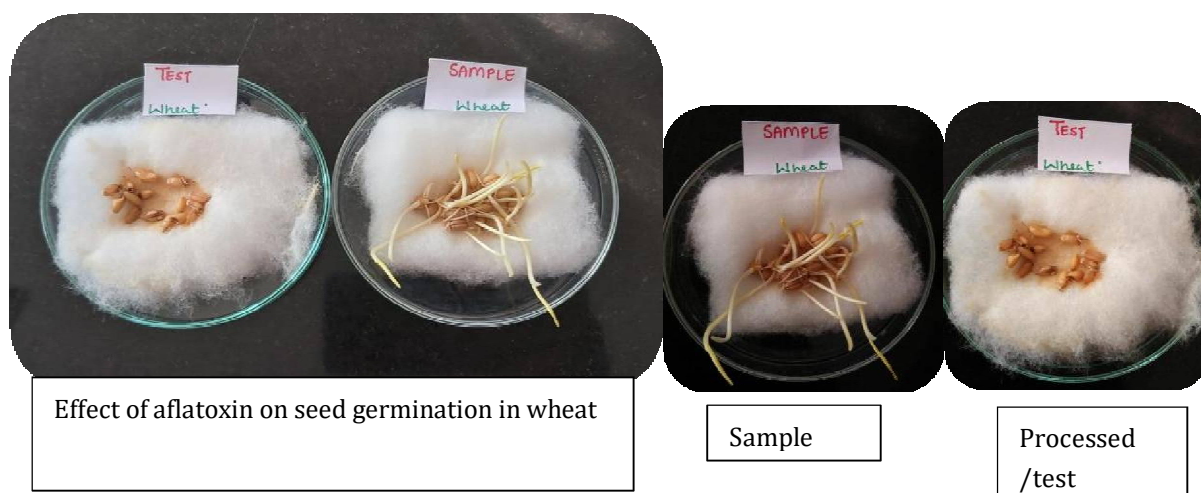 TEST
Wheat
SAMPLE
Wheat
SAMPLE
Wheat
TEST
Wheat
Effect of aflatoxin on seed germination in wheat
Sample
Processed
/test